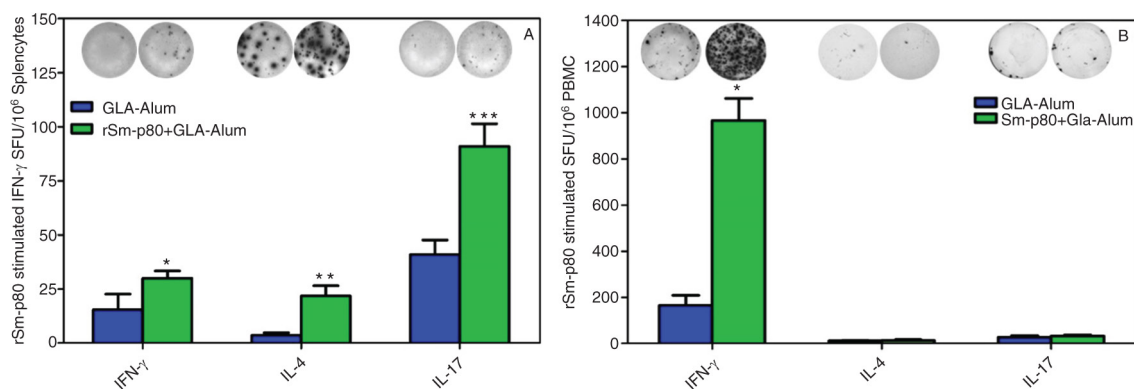 A
rSm-p80 stimulated IFN-γ SFU/10⁶ Splenocytes
150
125
100
75
50
25
0
GLA-Alum
rSm-p80+GLA-Alum
*
**
***
IFN-γ
IL-4
IL-17
B
rSm-p80 stimulated SFU/10⁶ PBMC
1400
1200
1000
800
600
400
200
0
GLA-Alum
Sm-p80+Gla-Alum
*
IFN-γ
IL-4
IL-17